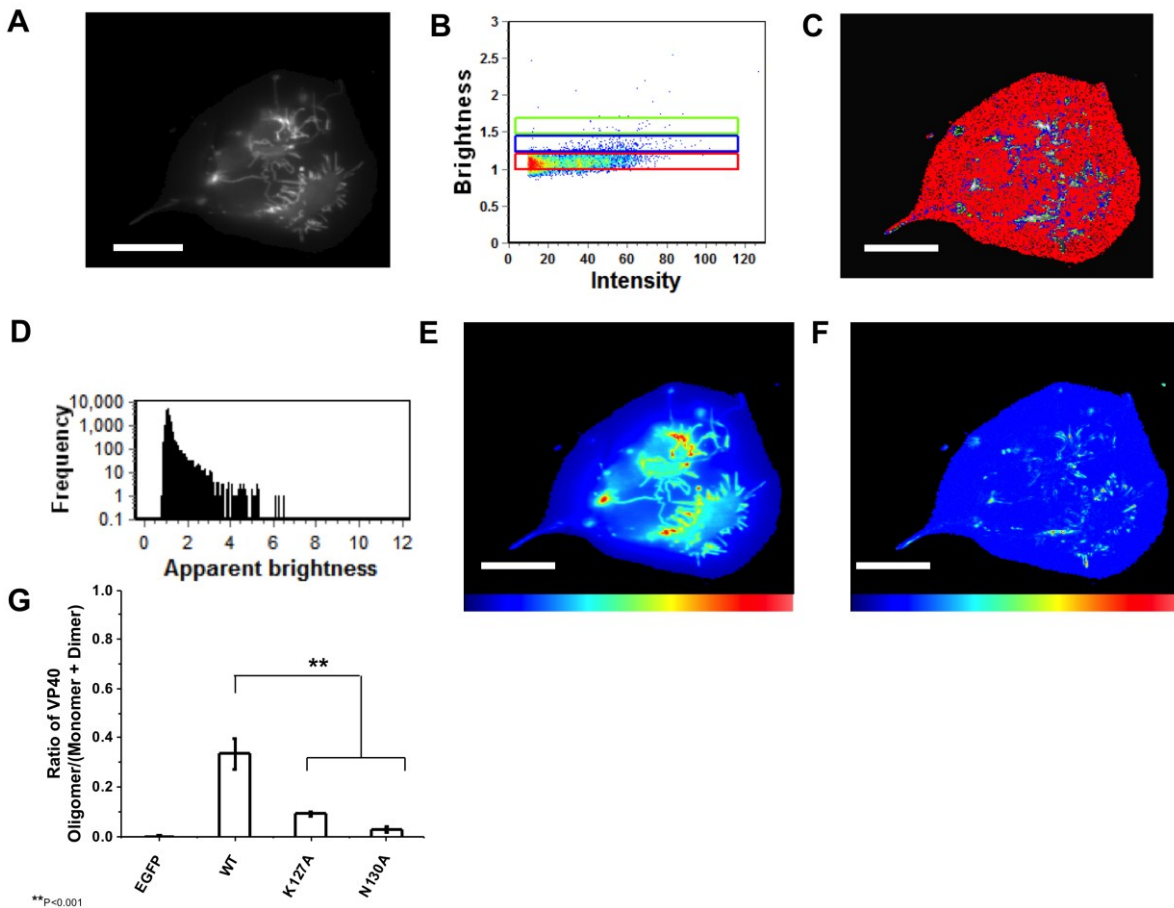 A
B
Brightness
3
2.5
2
1.5
1
0.5
0
0 20 40 60 80 100 120
Intensity
C
D
Frequency
10,000
1,000
100
10
1
0.1
0 2 4 6 8 10 12
Apparent brightness
E
F
G
Ratio of VP40
Oligomer/(Monomer + Dimer)
1.0
0.8
0.6
0.4
0.2
0.0
**
EGFP
WT
K127A
N130A
**P<0.001